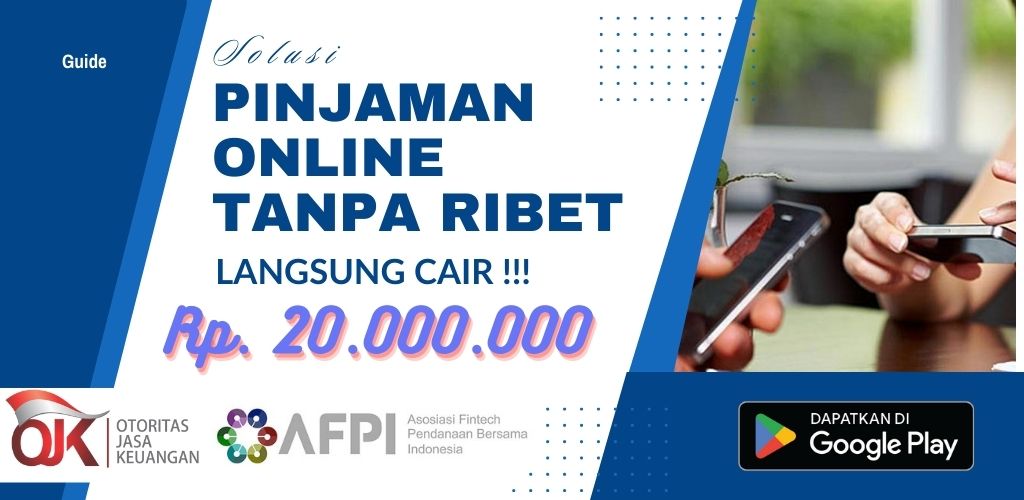 Guide
Solusi
PINJAMAN
ONLINE
TANPA RIBET
LANGSUNG CAIR !!!
Rp. 20.000.000
OJK OTORITAS
JASA
KEUANGAN
AFPI Asosiasi Fintech
Pendanaan Bersama
Indonesia
DAPATKAN DI
Google Play